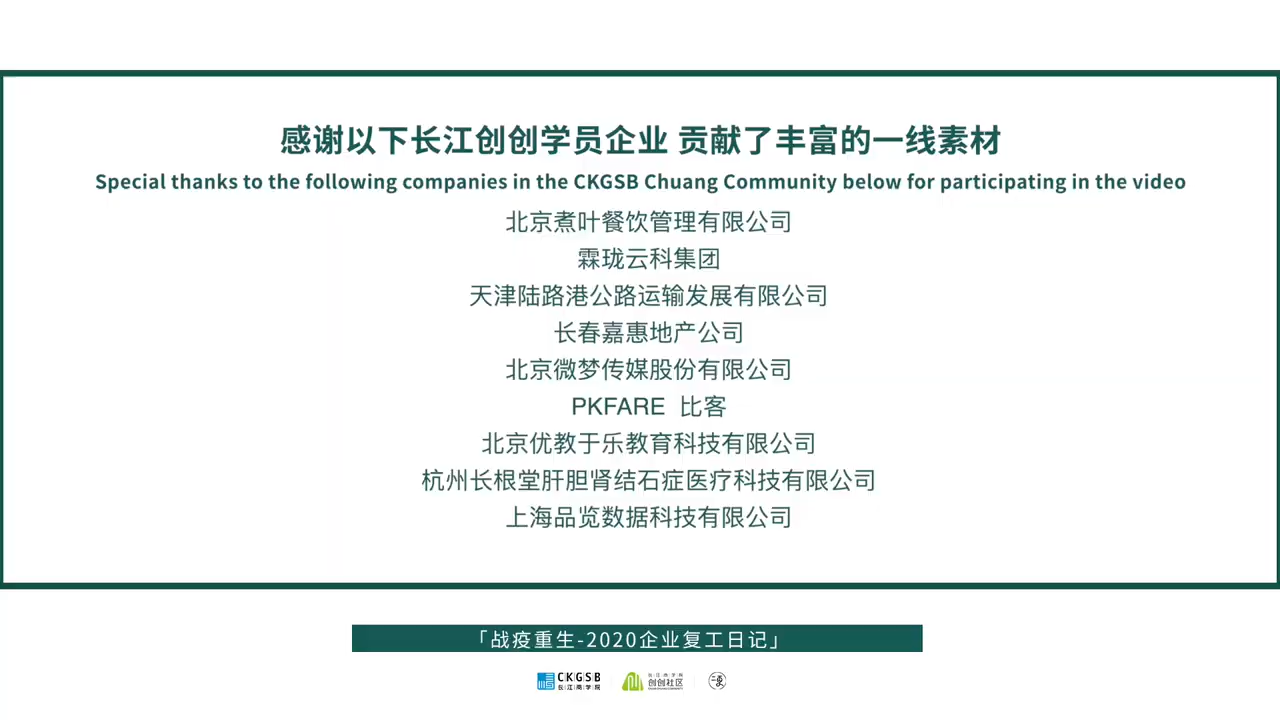 感谢以下长江创创学员企业 贡献了丰富的一线素材
Special thanks to the following companies in the CKGSB Chuang Community below for participating in the video
北京煮叶餐饮管理有限公司
霖珑云科集团
天津陆路港公路运输发展有限公司
长春嘉惠地产公司
北京微梦传媒股份有限公司
PKFARE 比客
北京优教于乐教育科技有限公司
杭州长根堂肝胆肾结石症医疗科技有限公司
上海品览数据科技有限公司
「战疫重生-2020企业复工日记」
CKGSB
长江商学院
长江商学院
创创社区